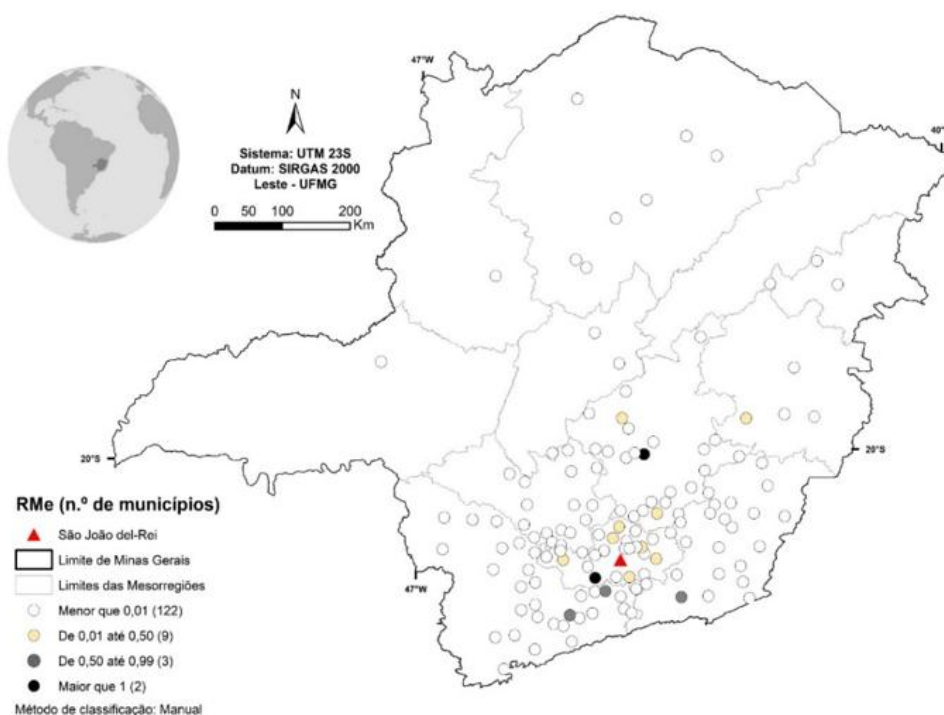 47°W
40°
N
Sistema: UTM 23S
Datum: SIRGAS 2000
Leste - UFMG
0 50 100 200
Km
20°S
20°S
47°W
RMe (n.º de municípios)
São João del-Rei
Limite de Minas Gerais
Limites das Mesorregiões
Menor que 0,01 (122)
De 0,01 até 0,50 (9)
De 0,50 até 0,99 (3)
Maior que 1 (2)
Método de classificação: Manual